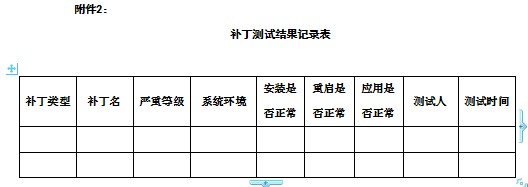 附件2:
补丁测试结果记录表
补丁类型 补丁名 严重等级 系统环境 安装是否正常 重启是否正常 应用是否正常 测试人 测试时间